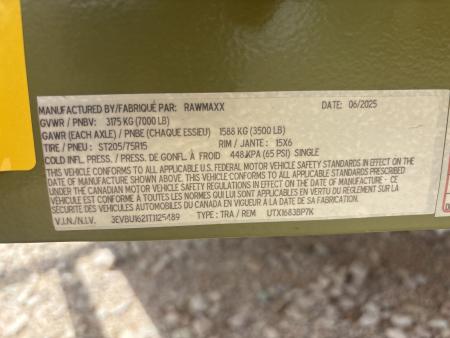 MANUFACTURED BY/FABRIQUÉ PAR: RAWMAXX DATE: 06/2025
GVWR / PNBV: 3175 KG (7000 LB)
GAWR (EACH AXLE) / PNBE (CHAQUE ESSIEU) 1588 KG (3500 LB)
TIRE / PNEU : ST205/75R15 RIM / JANTE : 15X6
COLD INFL. PRESS. / PRESS. DE GONFL. À FROID 448 KPA (65 PSI) SINGLE
THIS VEHICLE CONFORMS TO ALL APPLICABLE U.S. FEDERAL MOTOR VEHICLE SAFETY STANDARDS IN EFFECT ON
THE DATE OF MANUFACTURE SHOWN ABOVE. THIS VEHICLE CONFORMS TO ALL APPLICABLE STANDARDS PRESCRIBED
UNDER THE CANADIAN MOTOR VEHICLE SAFETY REGULATIONS IN EFFECT ON THE DATE OF MANUFACTURE - CE
VÉHICULE EST CONFORME À TOUTES LES NORMES QUI LUI SONT APPLICABLES EN VERTU DU RÈGLEMENT SUR LA
SÉCURITÉ DES VÉHICULES AUTOMOBILES DU CANADA EN VIGUEUR À LA DATE DE SA FABRICATION.
V.I.N./N.I.V. 3EVBU1621T1125489 TYPE : TRA / REM UTX1683BP7K